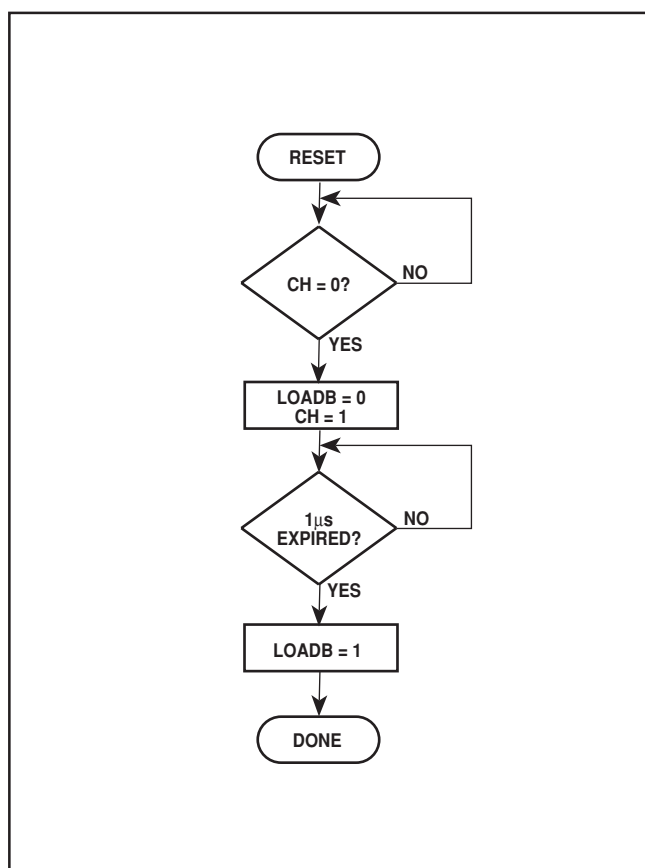 RESET
CH = 0?
NO
YES
LOADB = 0
CH = 1
1μs
EXPIRED?
NO
YES
LOADB = 1
DONE